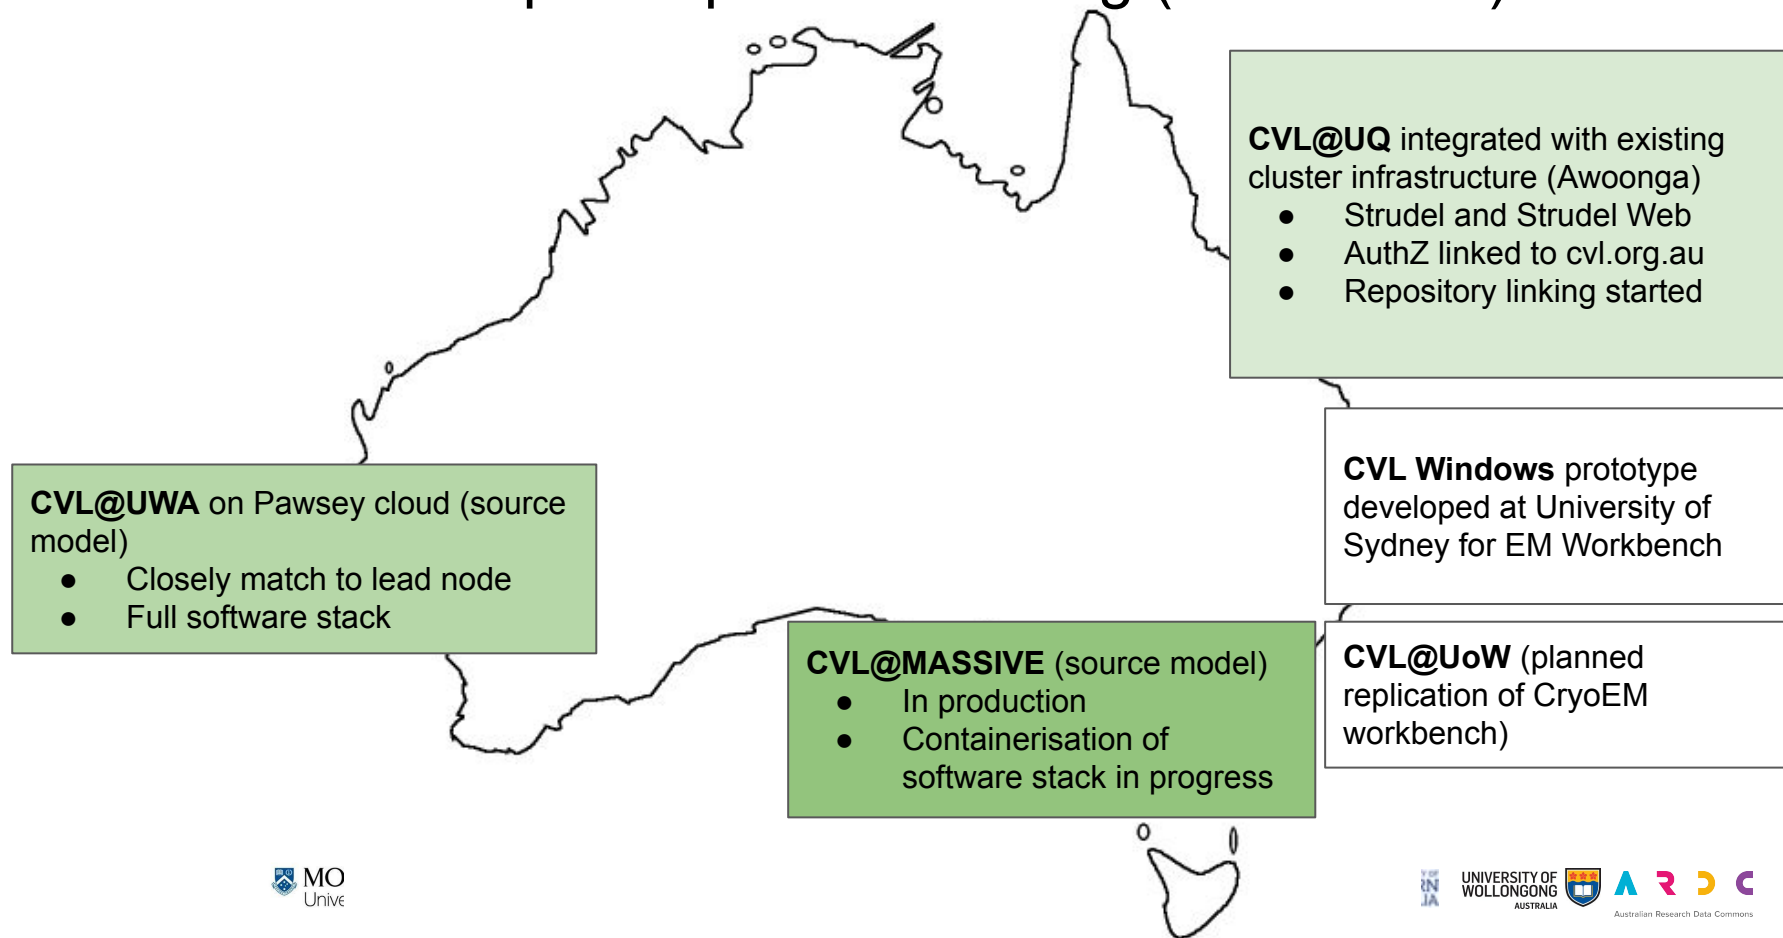 CVL@UQ integrated with existing
cluster infrastructure (Awoonga)
● Strudel and Strudel Web
● AuthZ linked to cvl.org.au
● Repository linking started
CVL Windows prototype
developed at University of
Sydney for EM Workbench
CVL@UWA on Pawsey cloud (source
model)
● Closely match to lead node
● Full software stack
CVL@MASSIVE (source model)
● In production
● Containerisation of
software stack in progress
CVL@UoW (planned
replication of CryoEM
workbench)
MO
Unive
UNIVERSITY OF
WOLLONGONG
AUSTRALIA
ARDC
Australian Research Data Commons